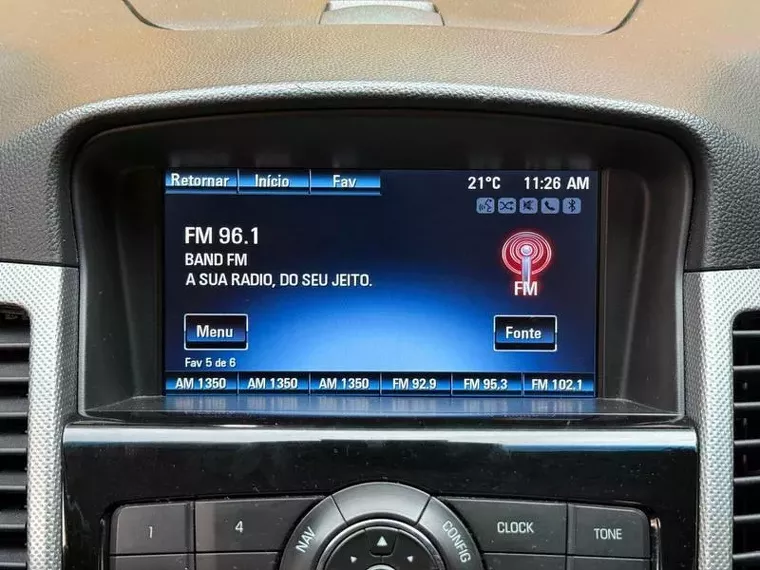 Retornar Início Fav 21°C 11:26 AM
FM 96.1
BAND FM
A SUA RADIO, DO SEU JEITO.
FM
Menu Fonte
Fav 5 de 6
AM 1350 AM 1350 AM 1350 FM 92.9 FM 95.3 FM 102.1
1 4 NAV CONFIG CLOCK TONE